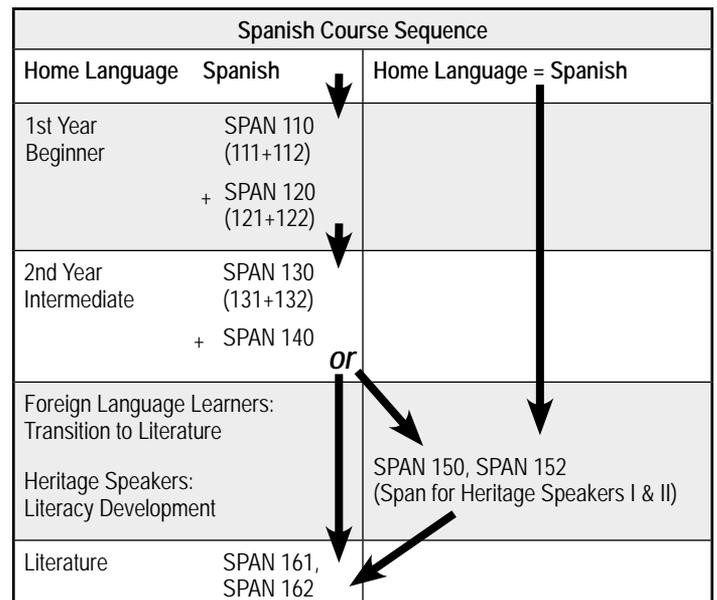 Spanish Course Sequence
Home Language Spanish
Home Language = Spanish
1st Year
Beginner
SPAN 110
(111+112)
+ SPAN 120
(121+122)
2nd Year
Intermediate
SPAN 130
(131+132)
+ SPAN 140
or
Foreign Language Learners:
Transition to Literature
Heritage Speakers:
Literacy Development
SPAN 150, SPAN 152
(Span for Heritage Speakers I & II)
Literature
SPAN 161,
SPAN 162